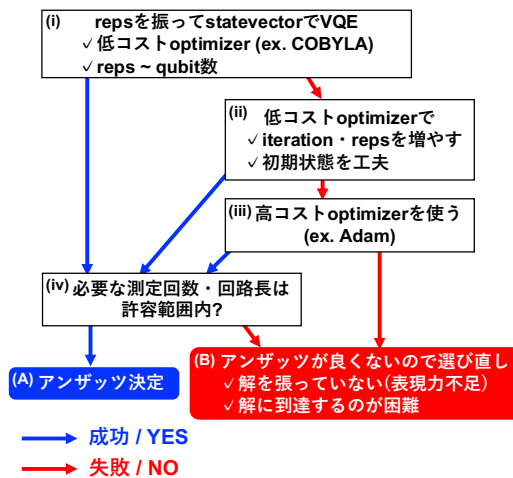 (i) repsを振ってstatevectorでVQE
✓低コストoptimizer (ex. COBYLA)
✓reps ~ qubit数
(ii) 低コストoptimizerで
✓iteration・repsを増やす
✓初期状態を工夫
(iii) 高コストoptimizerを使う
(ex. Adam)
(iv) 必要な測定回数・回路長は
許容範囲内?
(A) アンザッツ決定
(B) アンザッツが良くないので選び直し
✓解を張っていない(表現力不足)
✓解に到達するのが困難
成功 / YES
失敗 / NO